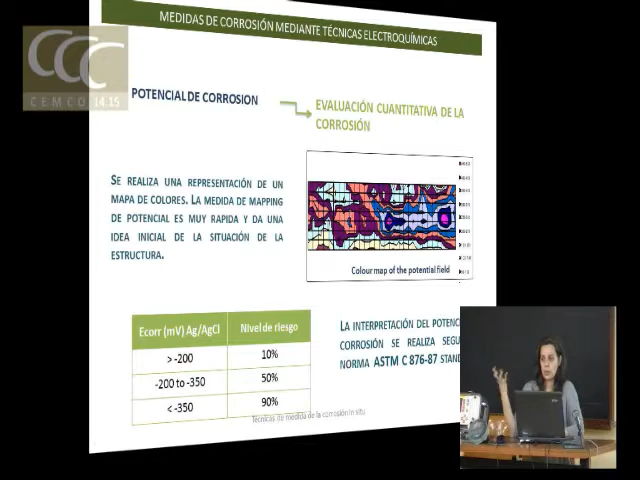 MEDIDAS DE CORROSIÓN MEDIANTE TÉCNICAS ELECTROQUÍMICAS
CCC
CEMCO 14.15
POTENCIAL DE CORROSION
EVALUACIÓN CUANTITATIVA DE LA
CORROSIÓN
SE REALIZA UNA REPRESENTACIÓN DE UN
MAPA DE COLORES. LA MEDIDA DE MAPPING
DE POTENCIAL ES MUY RAPIDA Y DA UNA
IDEA INICIAL DE LA SITUACIÓN DE LA
ESTRUCTURA.
Colour map of the potential field
Ecorr (mV) Ag/AgCl Nivel de riesgo
> -200 10%
-200 to -350 50%
< -350 90%
LA INTERPRETACIÓN DEL POTENC
CORROSIÓN SE REALIZA SEGU
NORMA ASTM C 876-87 STAND
Técnicas de medida de la corrosión in situ